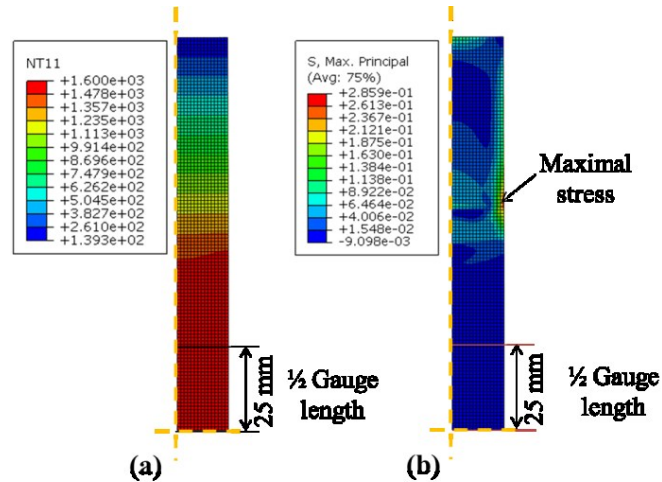 NT11
+1.600e+03
+1.478e+03
+1.357e+03
+1.235e+03
+1.113e+03
+9.914e+02
+8.696e+02
+7.479e+02
+6.262e+02
+5.045e+02
+3.827e+02
+2.610e+02
+1.393e+02
25 mm
½ Gauge
length
(a)
S, Max. Principal
(Avg: 75%)
+2.859e-01
+2.613e-01
+2.367e-01
+2.121e-01
+1.875e-01
+1.630e-01
+1.384e-01
+1.138e-01
+8.922e-02
+6.464e-02
+4.006e-02
+1.548e-02
-9.098e-03
Maximal
stress
25 mm
½ Gauge
length
(b)